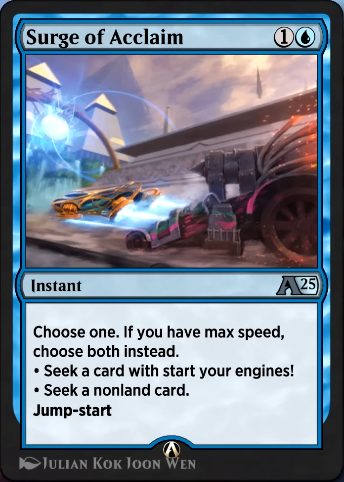 Surge of Acclaim 1
Instant A25
Choose one. If you have max speed,
choose both instead.
• Seek a card with start your engines!
• Seek a nonland card.
Jump-start
Julian Kok Joon Wen